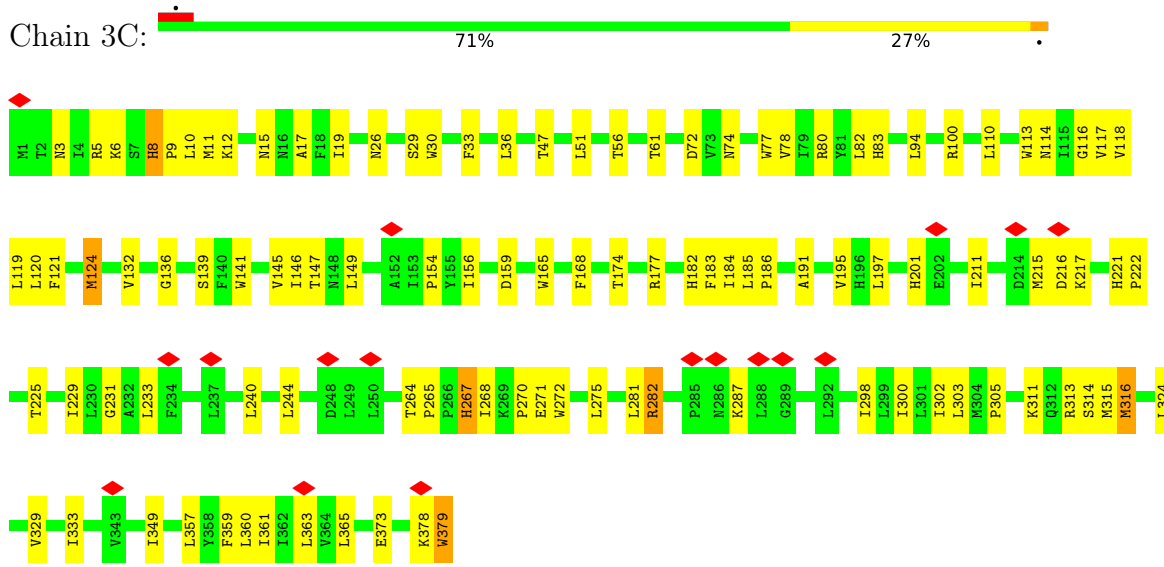 Chain 3C:
71% 27%
M1 T2 N3 I4 R5 K6 S7 H8 P9 L10 M11 K12 N15 N16 A17 F18 I19 N26 S29 W30 F33 L36 T47 L51 T56 T61 D72 V73 N74 W77 V78 I79 R80 Y81 L82 H83 L94 R100 L110 W113 N114 I115 G116 V117 V118
L119 L120 F121 M124 V132 G136 S139 F140 W141 V145 I146 T147 N148 L149 A152 I153 P154 Y155 I156 D159 W165 F168 T174 R177 H182 F183 I184 L185 P186 A191 V195 H196 L197 H201 E202 I211 D214 M215 D216 K217 H221 P222
T225 I229 L230 G231 A232 L233 F234 L237 L240 L244 D248 L249 L250 T264 P265 P266 H267 I268 K269 P270 E271 W272 L275 L281 R282 P285 N286 K287 L288 G289 L292 I298 L299 I300 L301 I302 L303 M304 P305 K311 Q312 R313 S314 M315 M316 L324
V329 I333 V343 I349 L357 Y358 F359 L360 I361 I362 L363 V364 L365 E373 K378 W379